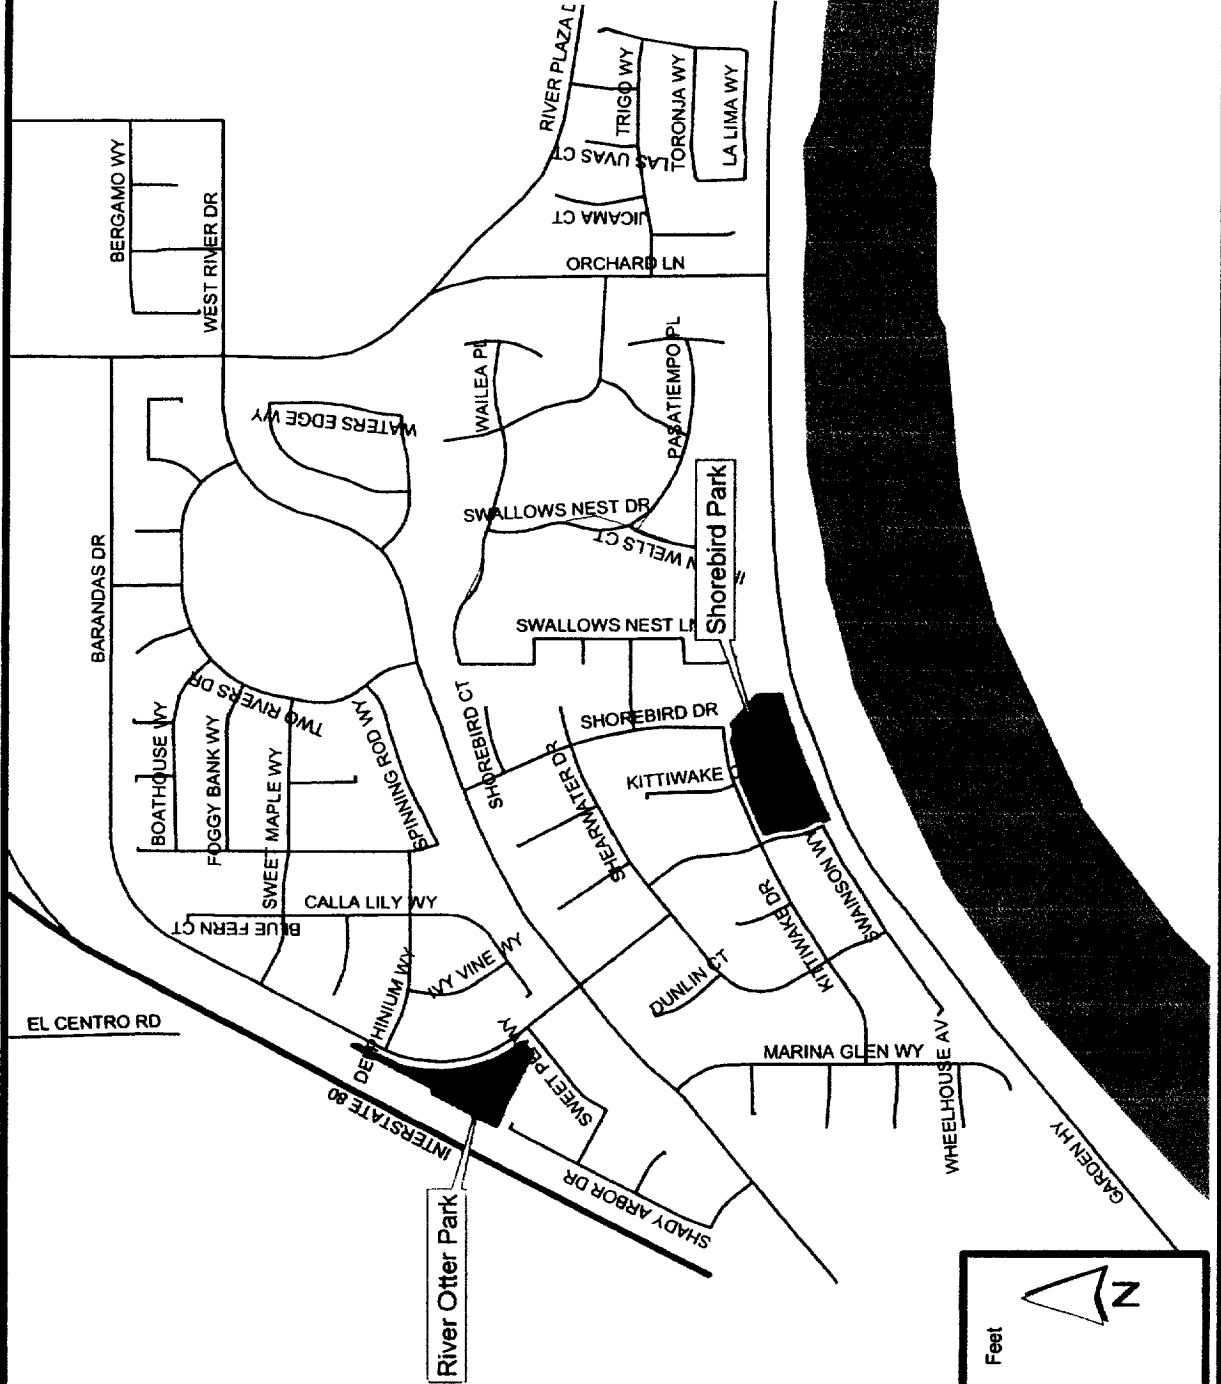 RIVER PLAZA D
TRIGO WY
TORONJA WY
LA LIMA WY
LAS UVAS CT
JICAMA CT
BERGAMO WY
WEST RIVER DR
ORCHARD LN
WAILEA PL
PASATIEMPO PL
WATERS EDGE WY
SWALLOWS NEST DR
N WELLS CT
Shorebird Park
BARANDAS DR
SWALLOWS NEST LN
TWO RIVERS DR
SHOREBIRD CT
SHOREBIRD DR
BOATHOUSE WY
FOGGY BANK WY
SWEET MAPLE WY
SPINNING ROD WY
SHEARWATER DR
KITTIWAKE
SWAINSON WY
CALLA LILY WY
BLUE FERN CT
KITTIWAKE DR
IVY VINE WY
DUNLIN CT
DELPHINIUM WY
EL CENTRO RD
MARINA GLEN WY
WHEELHOUSE AV
SWEET PEA WY
INTERSTATE 80
GARDEN HY
SHADY ARBOR DR
River Otter Park
Feet
N